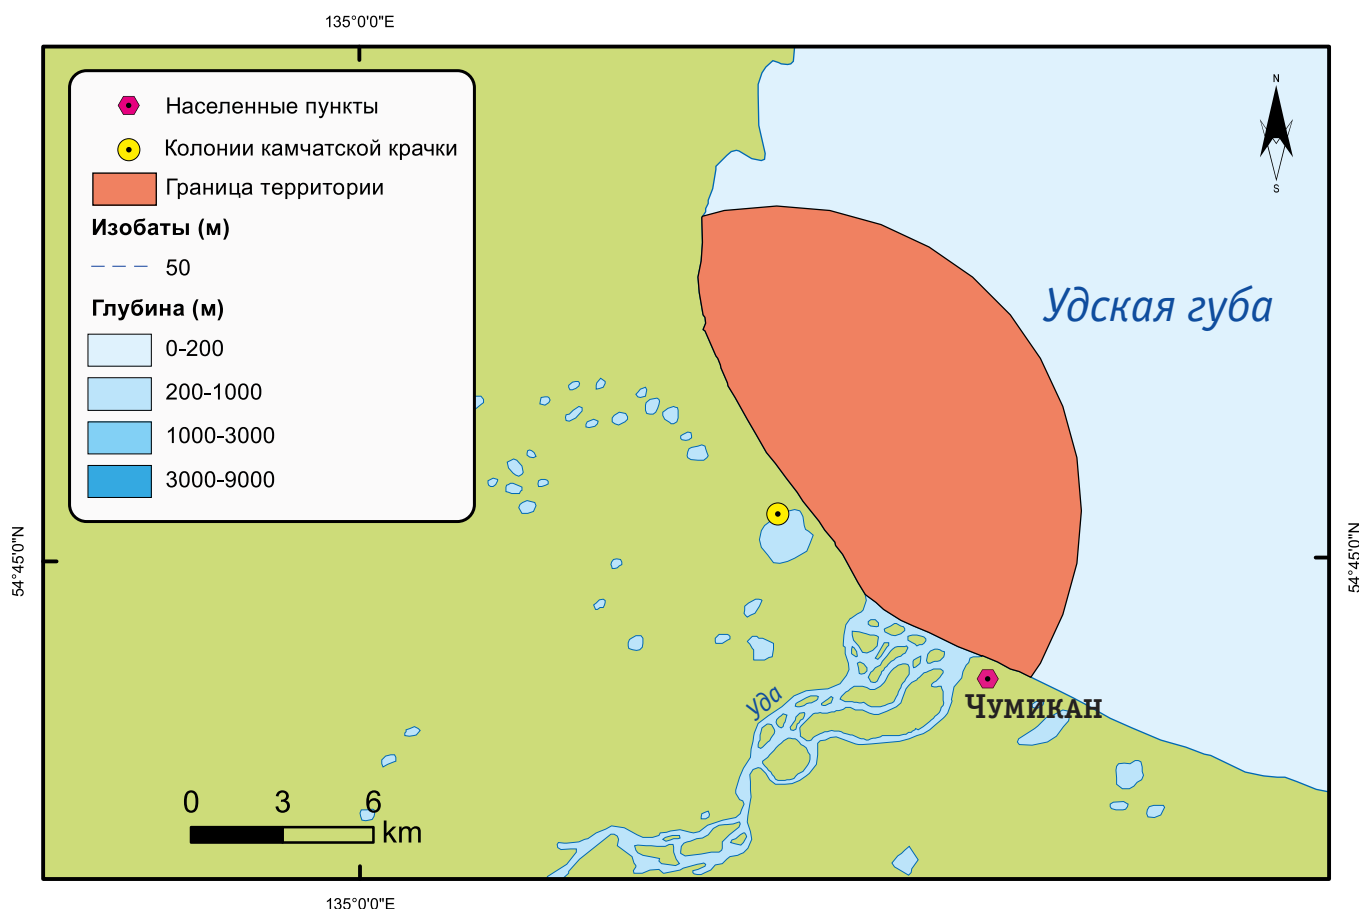 135°0'0"E
N
S
Населенные пункты
Колонии камчатской крачки
Граница территории
Изобаты (м)
50
Глубина (м)
0-200
200-1000
1000-3000
3000-9000
Удская губа
54°45'0"N
54°45'0"N
Уда
Чумикан
0 3 6
km
135°0'0"E